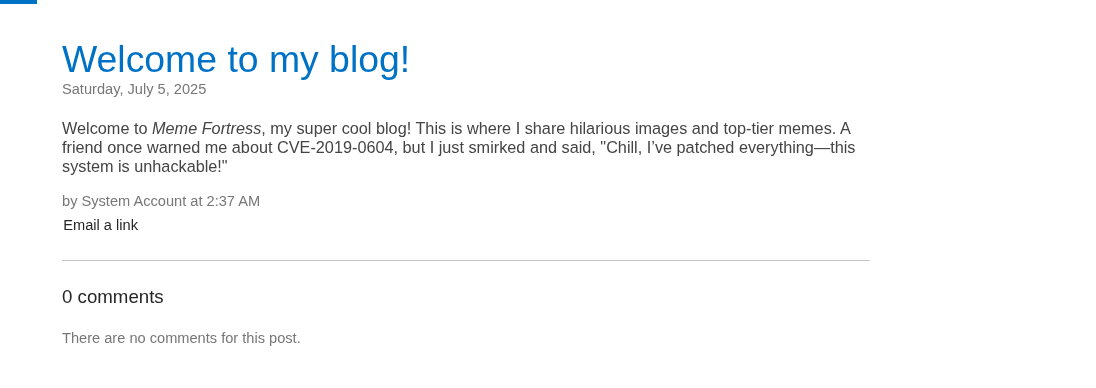 Welcome to my blog!
Saturday, July 5, 2025
Welcome to Meme Fortress, my super cool blog! This is where I share hilarious images and top-tier memes. A
friend once warned me about CVE-2019-0604, but I just smirked and said, "Chill, I’ve patched everything—this
system is unhackable!"
by System Account at 2:37 AM
Email a link
0 comments
There are no comments for this post.